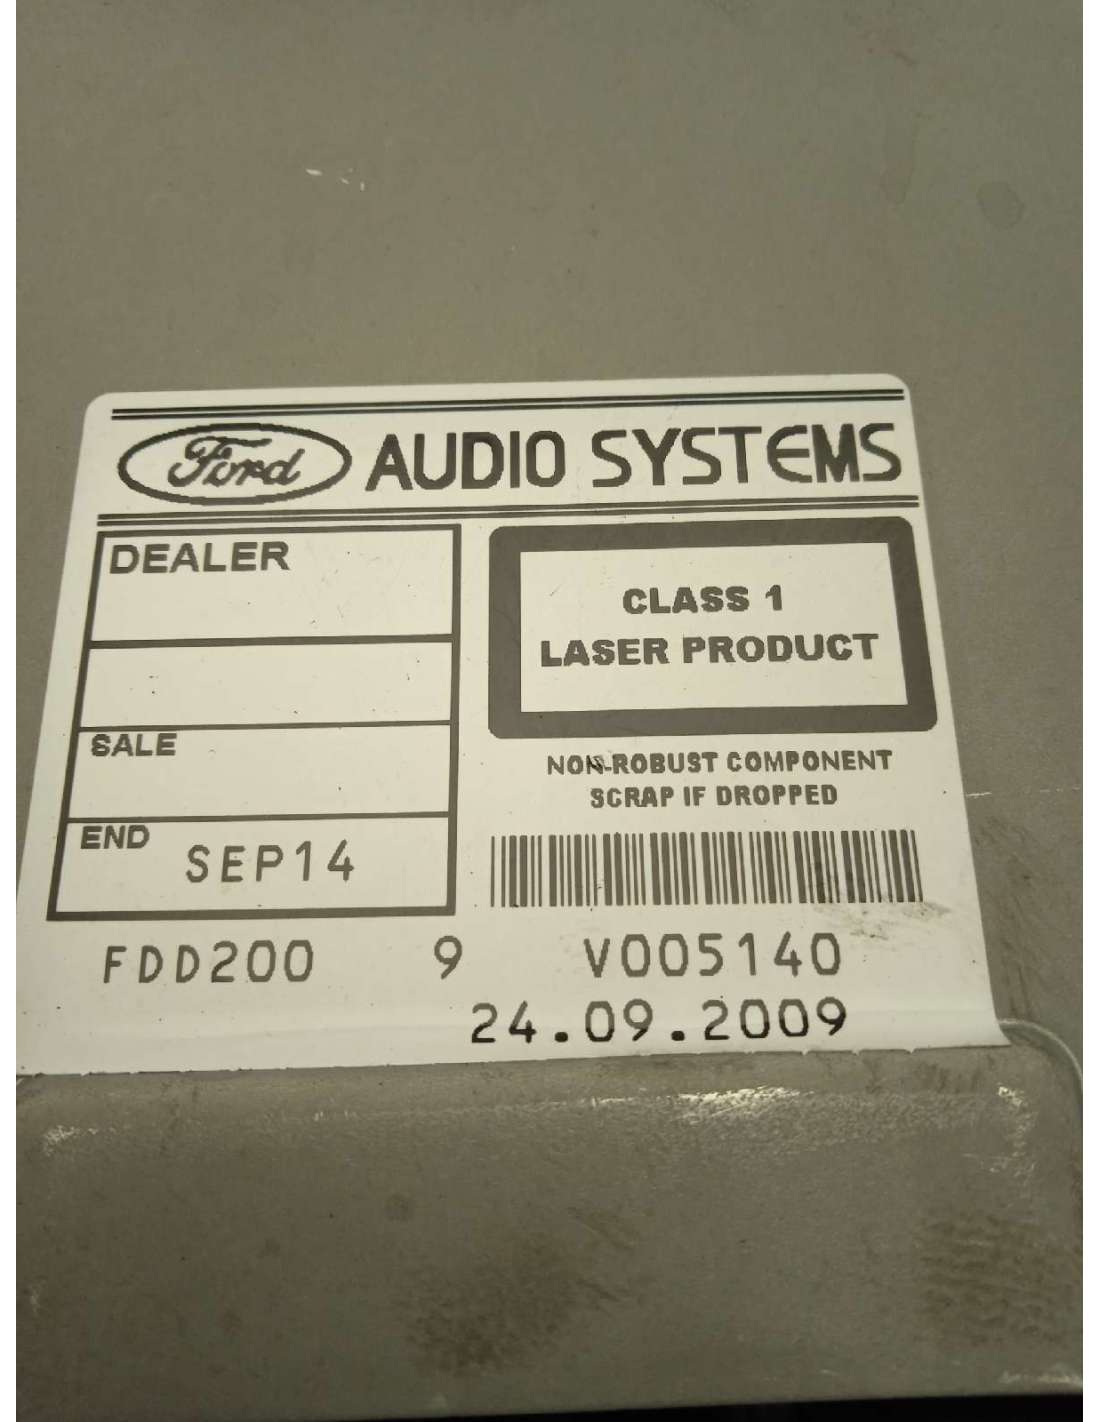 Ford AUDIO SYSTEMS
DEALER
SALE
END SEP14
CLASS 1
LASER PRODUCT
NON-ROBUST COMPONENT
SCRAP IF DROPPED
FDD200 9 V005140
24.09.2009